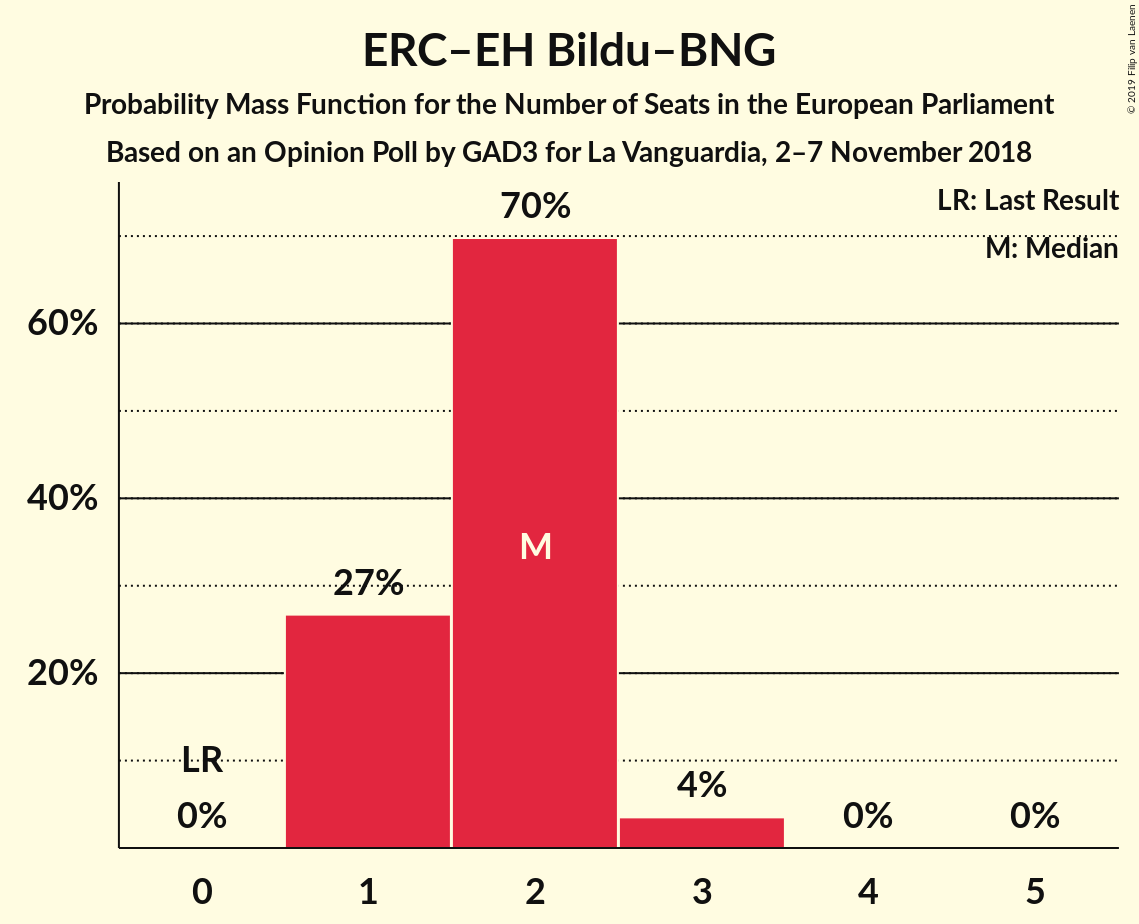 ERC–EH Bildu–BNG
Probability Mass Function for the Number of Seats in the European Parliament
Based on an Opinion Poll by GAD3 for La Vanguardia, 2–7 November 2018
© 2019 Filip van Laenen
LR: Last Result
M: Median
70%
60%
40%
M
27%
20%
LR
4%
0%
0%
0%
0 1 2 3 4 5